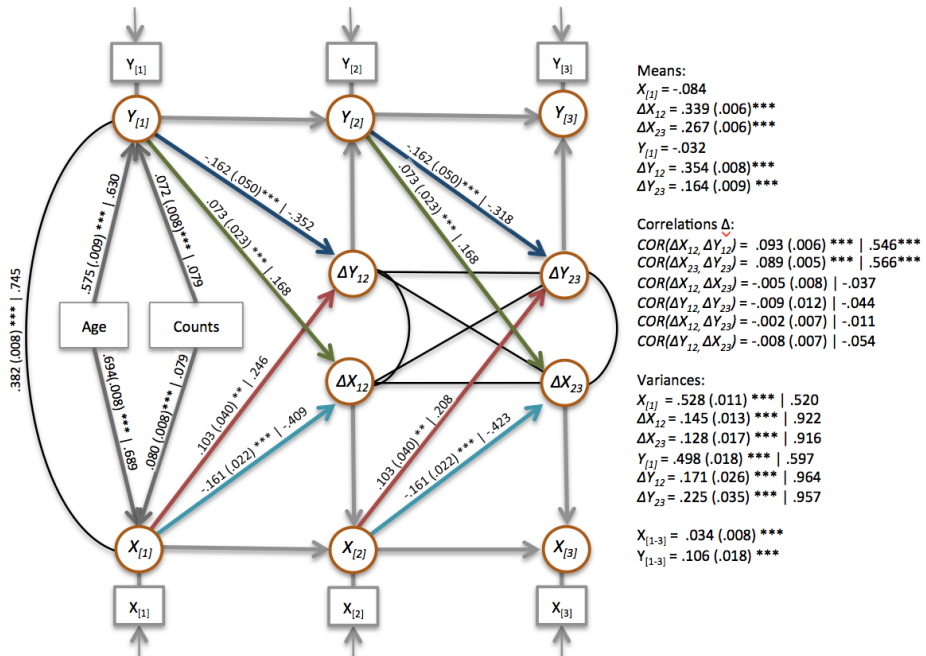 Y[1]
Y[2]
Y[3]
Y[1]
Y[2]
Y[3]
-.162 (.050)*** | -.352
.073 (.023)*** | .168
-.162 (.050)*** | -.318
.073 (.023)*** | .168
.575 (.009) *** | .630
.072 (.008)*** | .079
.382 (.008) *** | .745
ΔY12
ΔY23
Age
Counts
ΔX12
ΔX23
.694(.008) *** | .689
.080 (.008)*** | .079
.103 (.040) ** | .246
-.161 (.022) *** | -.409
.103 (.040) ** | .208
-.161 (.022) *** | -.423
X[1]
X[2]
X[3]
X[1]
X[2]
X[3]
Means:
X[1] = -.084
ΔX12 = .339 (.006)***
ΔX23 = .267 (.006)***
Y[1] = -.032
ΔY12 = .354 (.008)***
ΔY23 = .164 (.009) ***
Correlations Δ:
COR(ΔX12, ΔY12) = .093 (.006) *** | .546***
COR(ΔX23, ΔY23) = .089 (.005) *** | .566***
COR(ΔX12, ΔX23) = -.005 (.008) | -.037
COR(ΔY12, ΔY23) = -.009 (.012) | -.044
COR(ΔX12, ΔY23) = -.002 (.007) | -.011
COR(ΔY12, ΔX23) = -.008 (.007) | -.054
Variances:
X[1] = .528 (.011) *** | .520
ΔX12 = .145 (.013) *** | .922
ΔX23 = .128 (.017) *** | .916
Y[1] = .498 (.018) *** | .597
ΔY12 = .171 (.026) *** | .964
ΔY23 = .225 (.035) *** | .957
X[1-3] = .034 (.008) ***
Y[1-3] = .106 (.018) ***